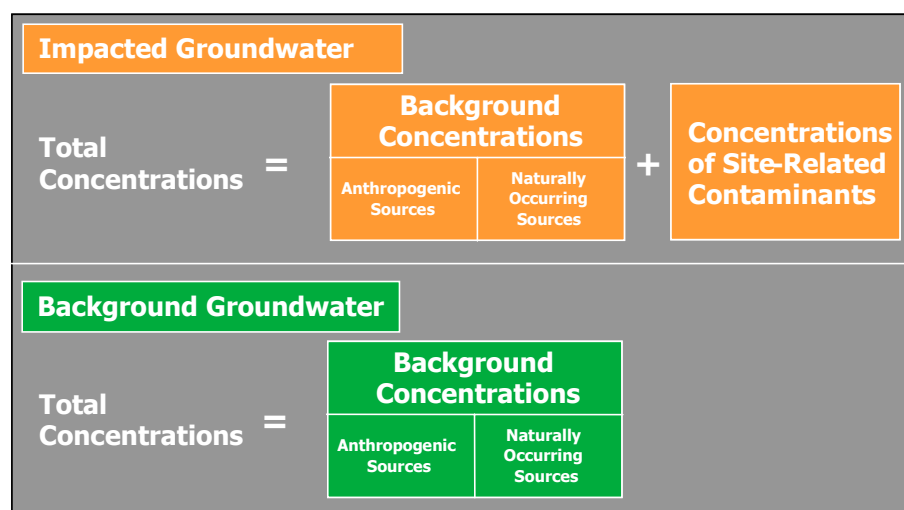 Impacted Groundwater
Total
Concentrations
=
Background
Concentrations
Anthropogenic
Sources
Naturally
Occurring
Sources
+
Concentrations
of Site-Related
Contaminants
Background Groundwater
Total
Concentrations
=
Background
Concentrations
Anthropogenic
Sources
Naturally
Occurring
Sources